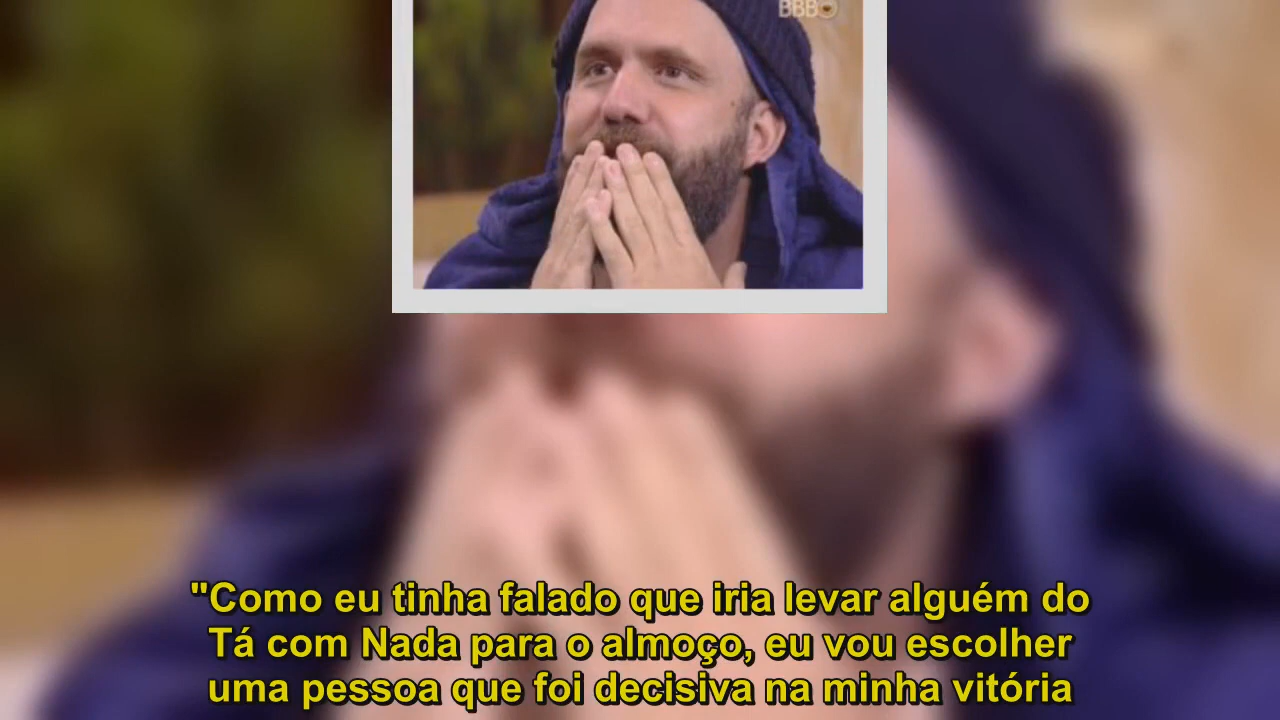 BBB
"Como eu tinha falado que iria levar alguém do
Tá com Nada para o almoço, eu vou escolher
uma pessoa que foi decisiva na minha vitória